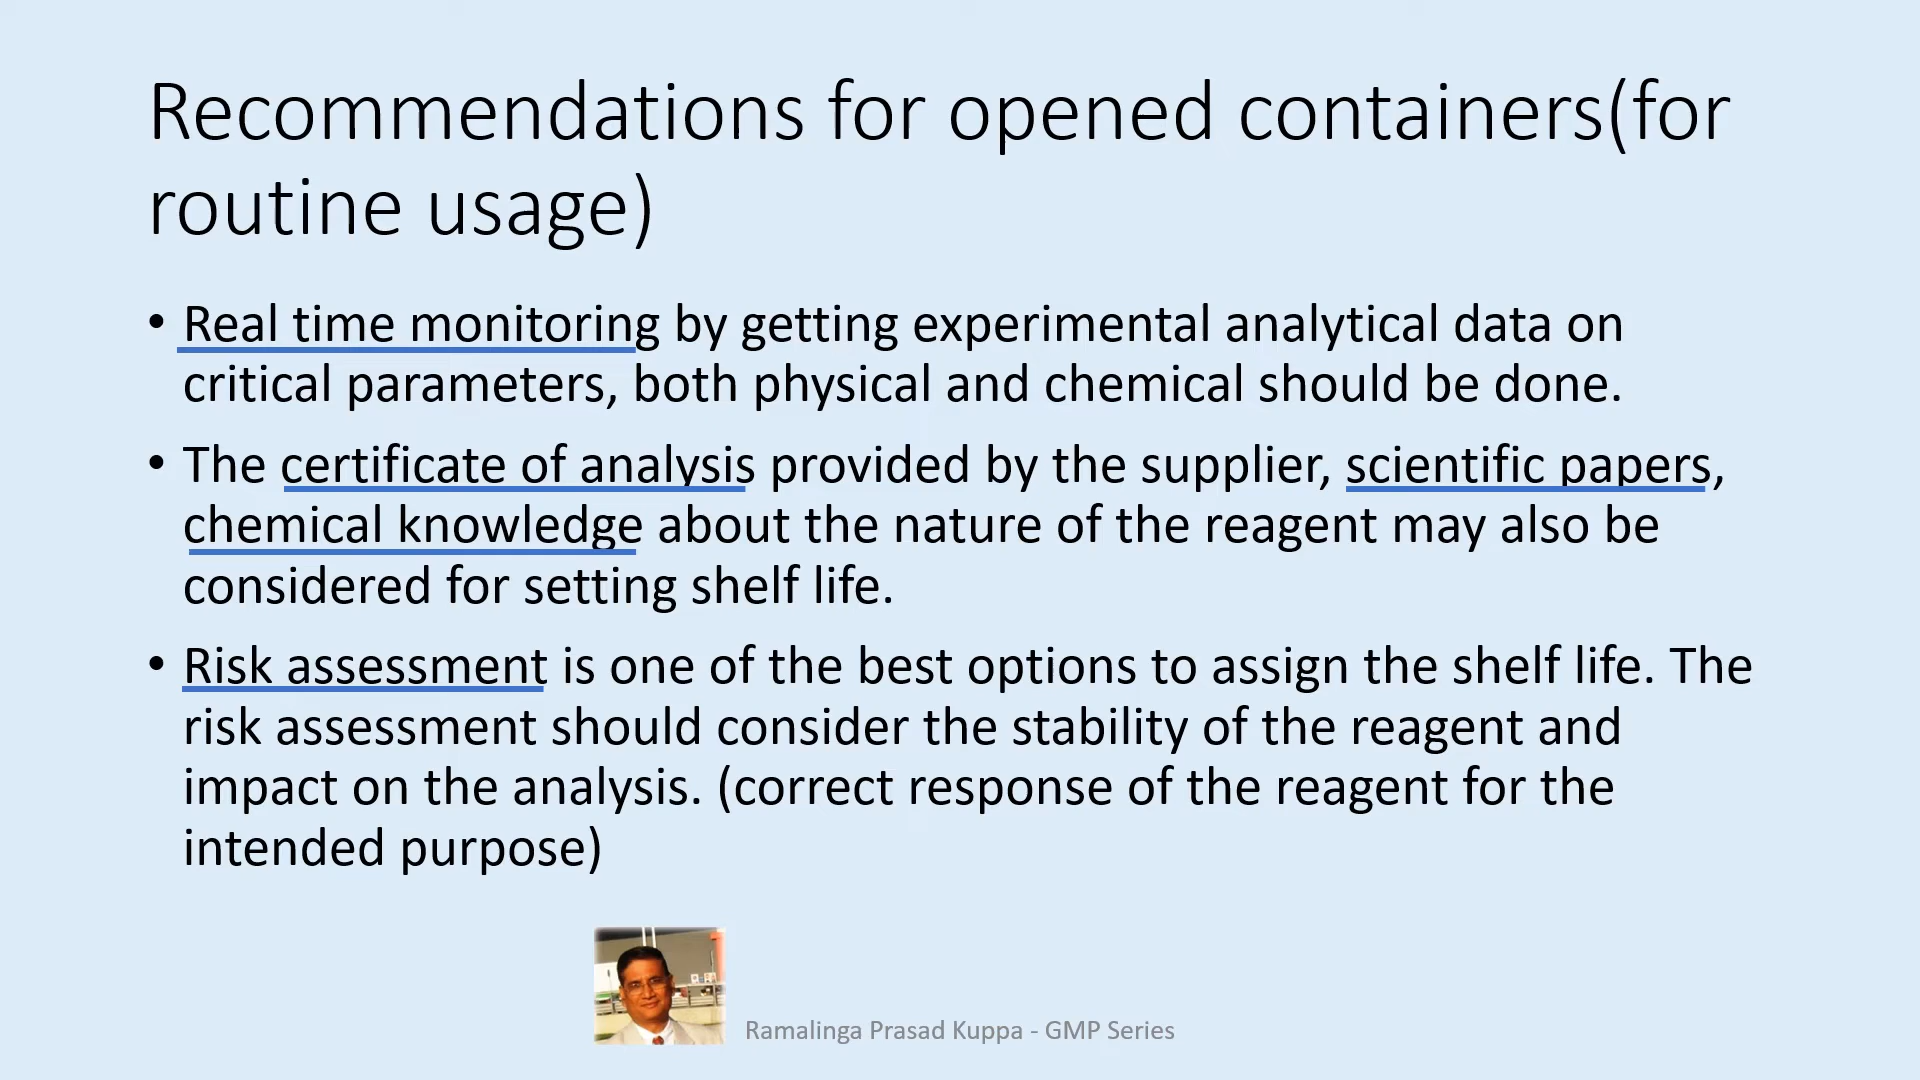 Recommendations for opened containers(for
routine usage)
• Real time monitoring by getting experimental analytical data on
critical parameters, both physical and chemical should be done.
• The certificate of analysis provided by the supplier, scientific papers,
chemical knowledge about the nature of the reagent may also be
considered for setting shelf life.
• Risk assessment is one of the best options to assign the shelf life. The
risk assessment should consider the stability of the reagent and
impact on the analysis. (correct response of the reagent for the
intended purpose)
Ramalinga Prasad Kuppa - GMP Series